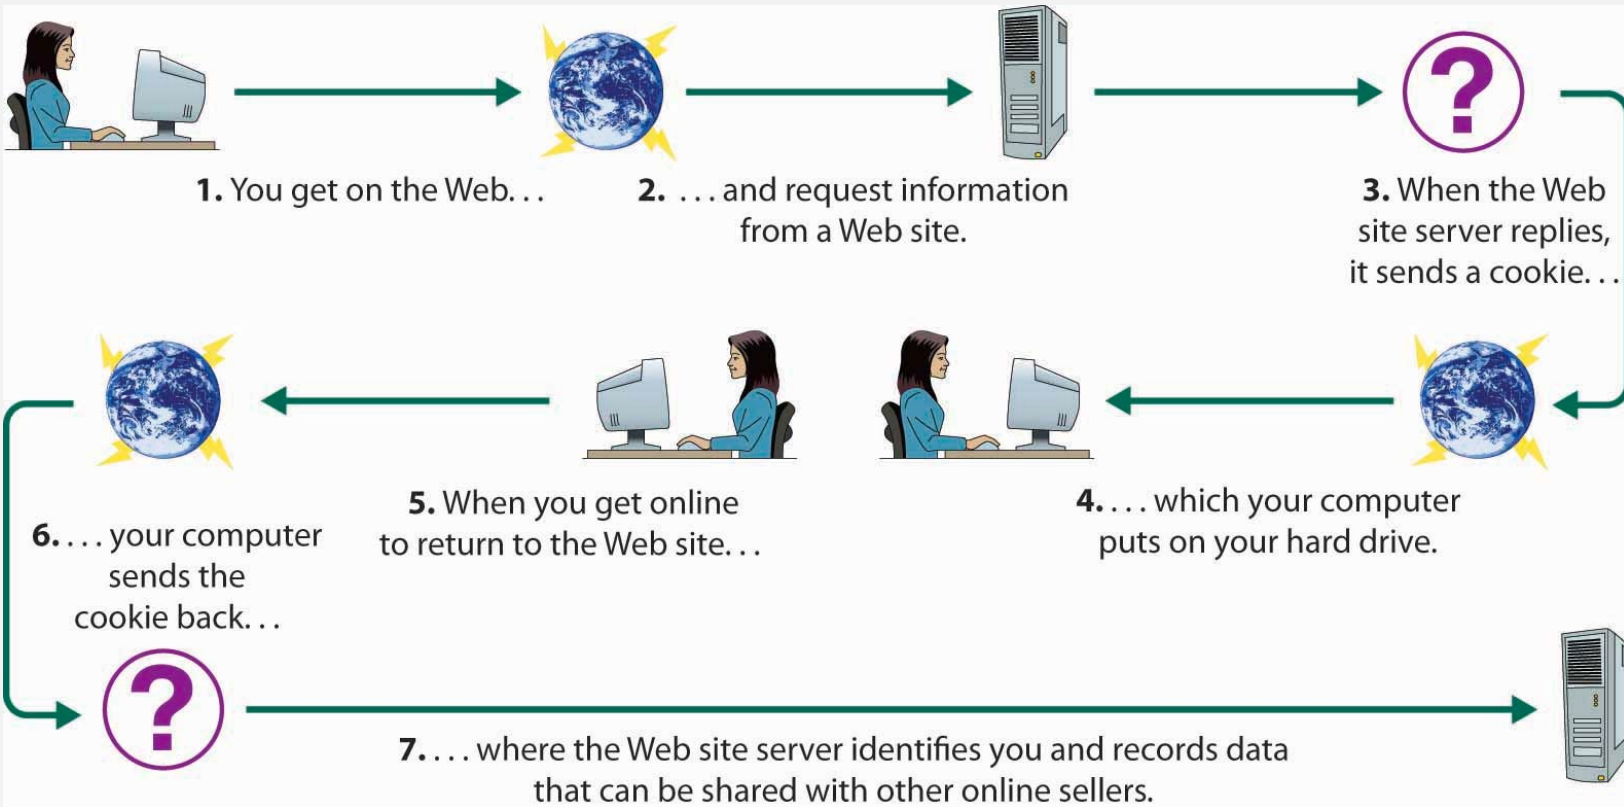 1. You get on the Web. . .
2. . . . and request information
from a Web site.
3. When the Web
site server replies,
it sends a cookie. . .
4. . . . which your computer
puts on your hard drive.
5. When you get online
to return to the Web site. . .
6. . . . your computer
sends the
cookie back. . .
7. . . . where the Web site server identifies you and records data
that can be shared with other online sellers.